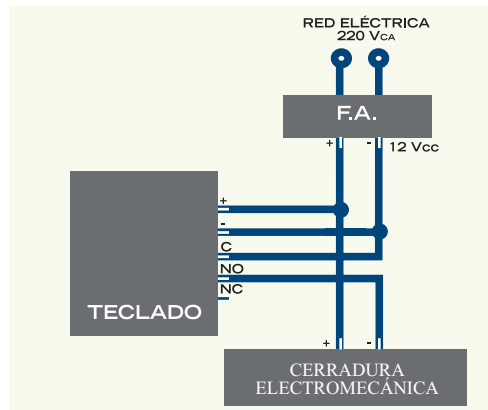 RED ELÉCTRICA
220 VCA
F.A.
+ - 12 Vcc
+
-
C
NO
NC
TECLADO
+ -
CERRADURA
ELECTROMECÁNICA